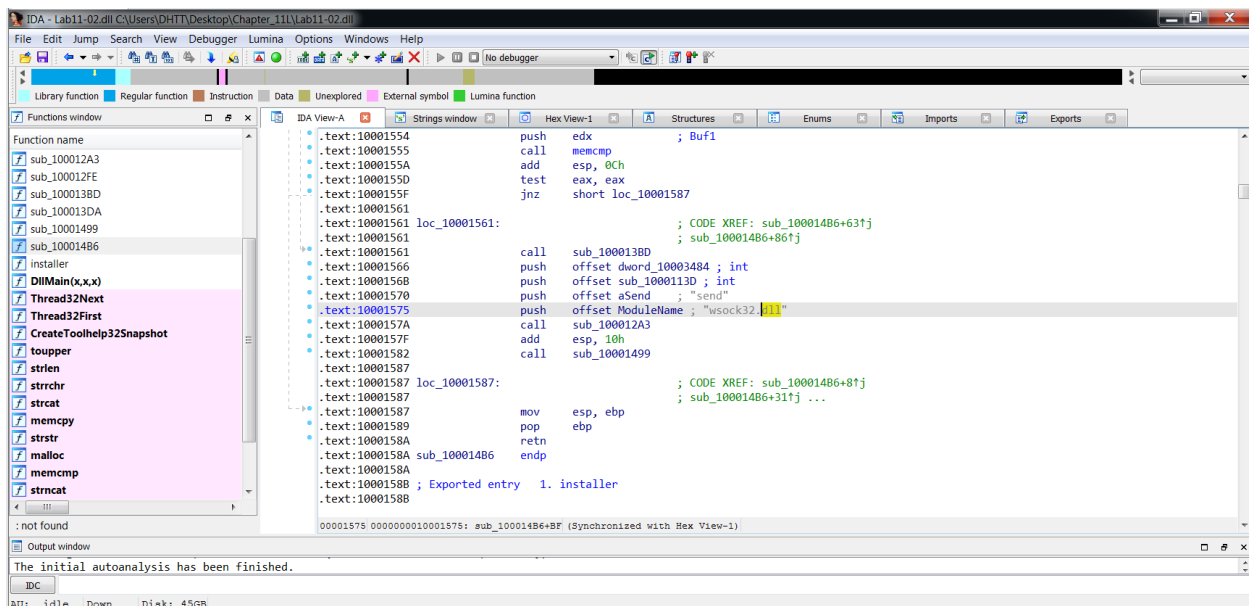 IDA - Lab11-02.dll C:\Users\DHTT\Desktop\Chapter_11L\Lab11-02.dll
File Edit Jump Search View Debugger Lumina Options Windows Help
No debugger
Library function Regular function Instruction Data Unexplored External symbol Lumina function
Functions window
IDA View-A Strings window Hex View-1 Structures Enums Imports Exports
Function name
sub_100012A3
sub_100012FE
sub_100013BD
sub_100013DA
sub_10001499
sub_100014B6
installer
DllMain(x,x,x)
Thread32Next
Thread32First
CreateToolhelp32Snapshot
toupper
strlen
strrchr
strcat
memcpy
strstr
malloc
memcmp
strncat
: not found
.text:10001554 push edx ; Buf1
.text:10001555 call memcmp
.text:1000155A add esp, 0Ch
.text:1000155D test eax, eax
.text:1000155F jnz short loc_10001587
.text:10001561
.text:10001561 loc_10001561: ; CODE XREF: sub_100014B6+63↑j
.text:10001561 ; sub_100014B6+86↑j
.text:10001561 call sub_100013BD
.text:10001566 push offset dword_10003484 ; int
.text:1000156B push offset sub_1000113D ; int
.text:10001570 push offset aSend ; "send"
.text:10001575 push offset ModuleName ; "wsock32.dll"
.text:1000157A call sub_100012A3
.text:1000157F add esp, 10h
.text:10001582 call sub_10001499
.text:10001587
.text:10001587 loc_10001587: ; CODE XREF: sub_100014B6+8↑j
.text:10001587 ; sub_100014B6+31↑j ...
.text:10001587 mov esp, ebp
.text:10001589 pop ebp
.text:1000158A retn
.text:1000158A sub_100014B6 endp
.text:1000158A
.text:1000158B ; Exported entry 1. installer
.text:1000158B
00001575 0000000010001575: sub_100014B6+BF (Synchronized with Hex View-1)
Output window
The initial autoanalysis has been finished.
IDC
AU: idle Down Disk: 45GB